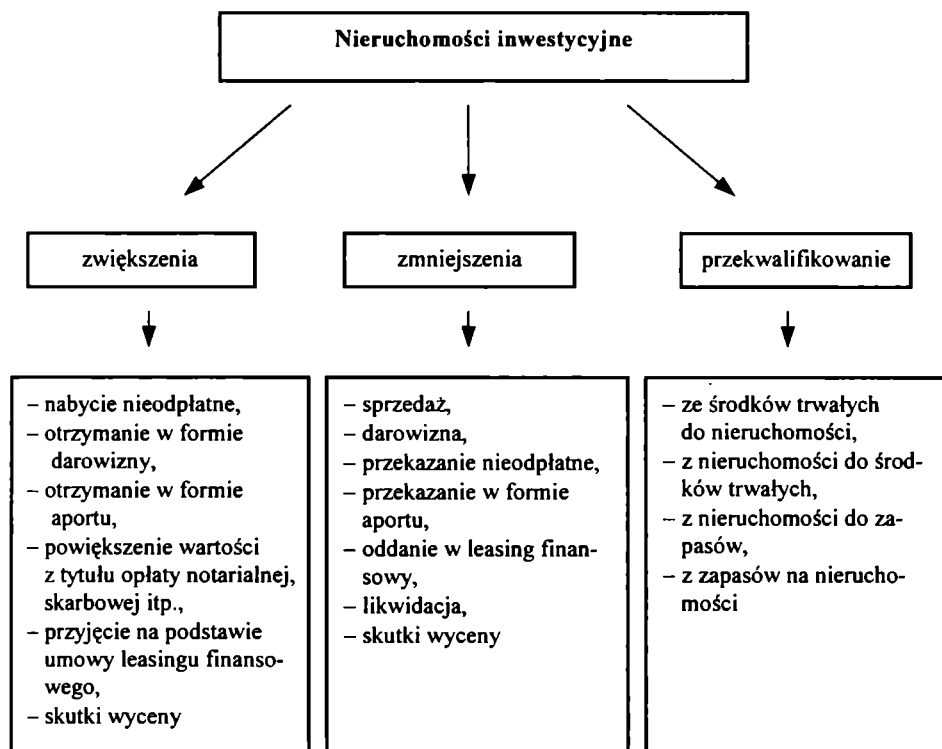 Nieruchomości inwestycyjne
zwiększenia
zmniejszenia
przekwalifikowanie
– nabycie nieodpłatne,
– otrzymanie w formie
darowizny,
– otrzymanie w formie
aportu,
– powiększenie wartości
z tytułu opłaty notarialnej,
skarbowej itp.,
– przyjęcie na podstawie
umowy leasingu finanso-
wego,
– skutki wyceny
– sprzedaż,
– darowizna,
– przekazanie nieodpłatne,
– przekazanie w formie
aportu,
– oddanie w leasing finan-
sowy,
– likwidacja,
– skutki wyceny
– ze środków trwałych
do nieruchomości,
– z nieruchomości do środ-
ków trwałych,
– z nieruchomości do za-
pasów,
– z zapasów na nierucho-
mości